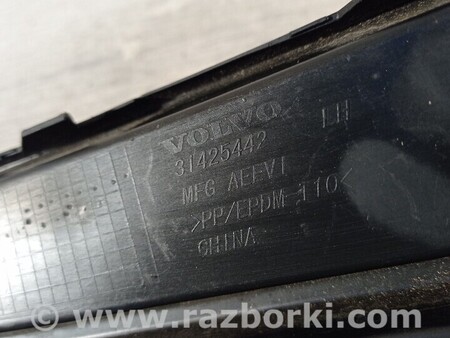 VOLVO
31425442 LH
MFG AEEVI
>PP/EPDM T10<
CHINA
© www.razborki.com